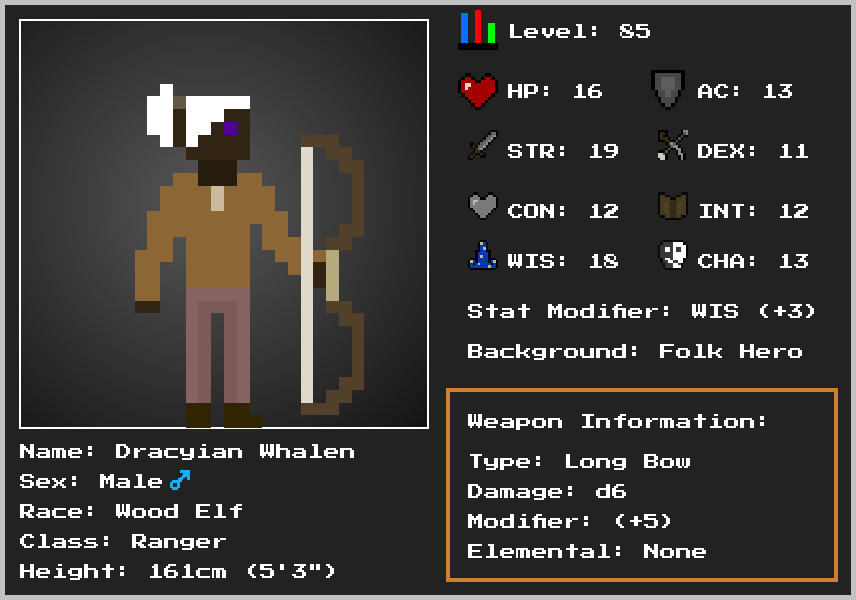 Level: 85
HP: 16
AC: 13
STR: 19
DEX: 11
CON: 12
INT: 12
WIS: 18
CHA: 13
Stat Modifier: WIS (+3)
Background: Folk Hero
Weapon Information:
Type: Long Bow
Damage: d6
Modifier: (+5)
Elemental: None
Name: Dracyian Whalen
Sex: Male♂
Race: Wood Elf
Class: Ranger
Height: 161cm (5'3")